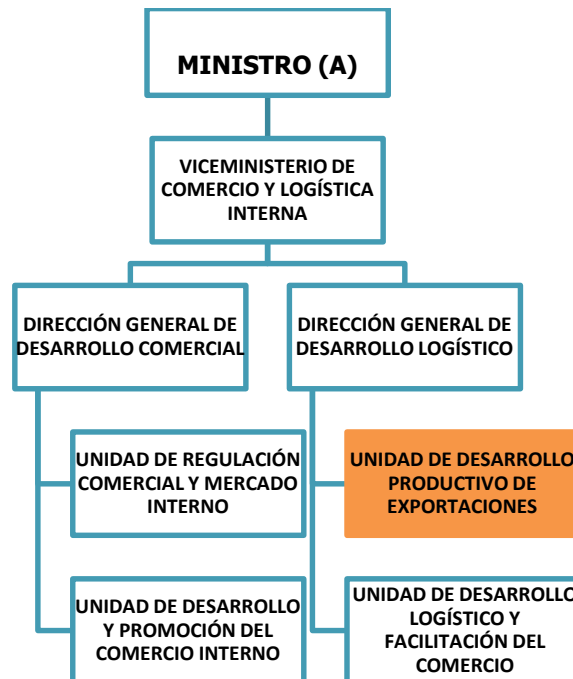 MINISTRO (A)
VICEMINISTERIO DE
COMERCIO Y LOGÍSTICA
INTERNA
DIRECCIÓN GENERAL DE
DESARROLLO COMERCIAL
DIRECCIÓN GENERAL DE
DESARROLLO LOGÍSTICO
UNIDAD DE REGULACIÓN
COMERCIAL Y MERCADO
INTERNO
UNIDAD DE DESARROLLO
PRODUCTIVO DE
EXPORTACIONES
UNIDAD DE DESARROLLO
Y PROMOCIÓN DEL
COMERCIO INTERNO
UNIDAD DE DESARROLLO
LOGÍSTICO Y
FACILITACIÓN DEL
COMERCIO